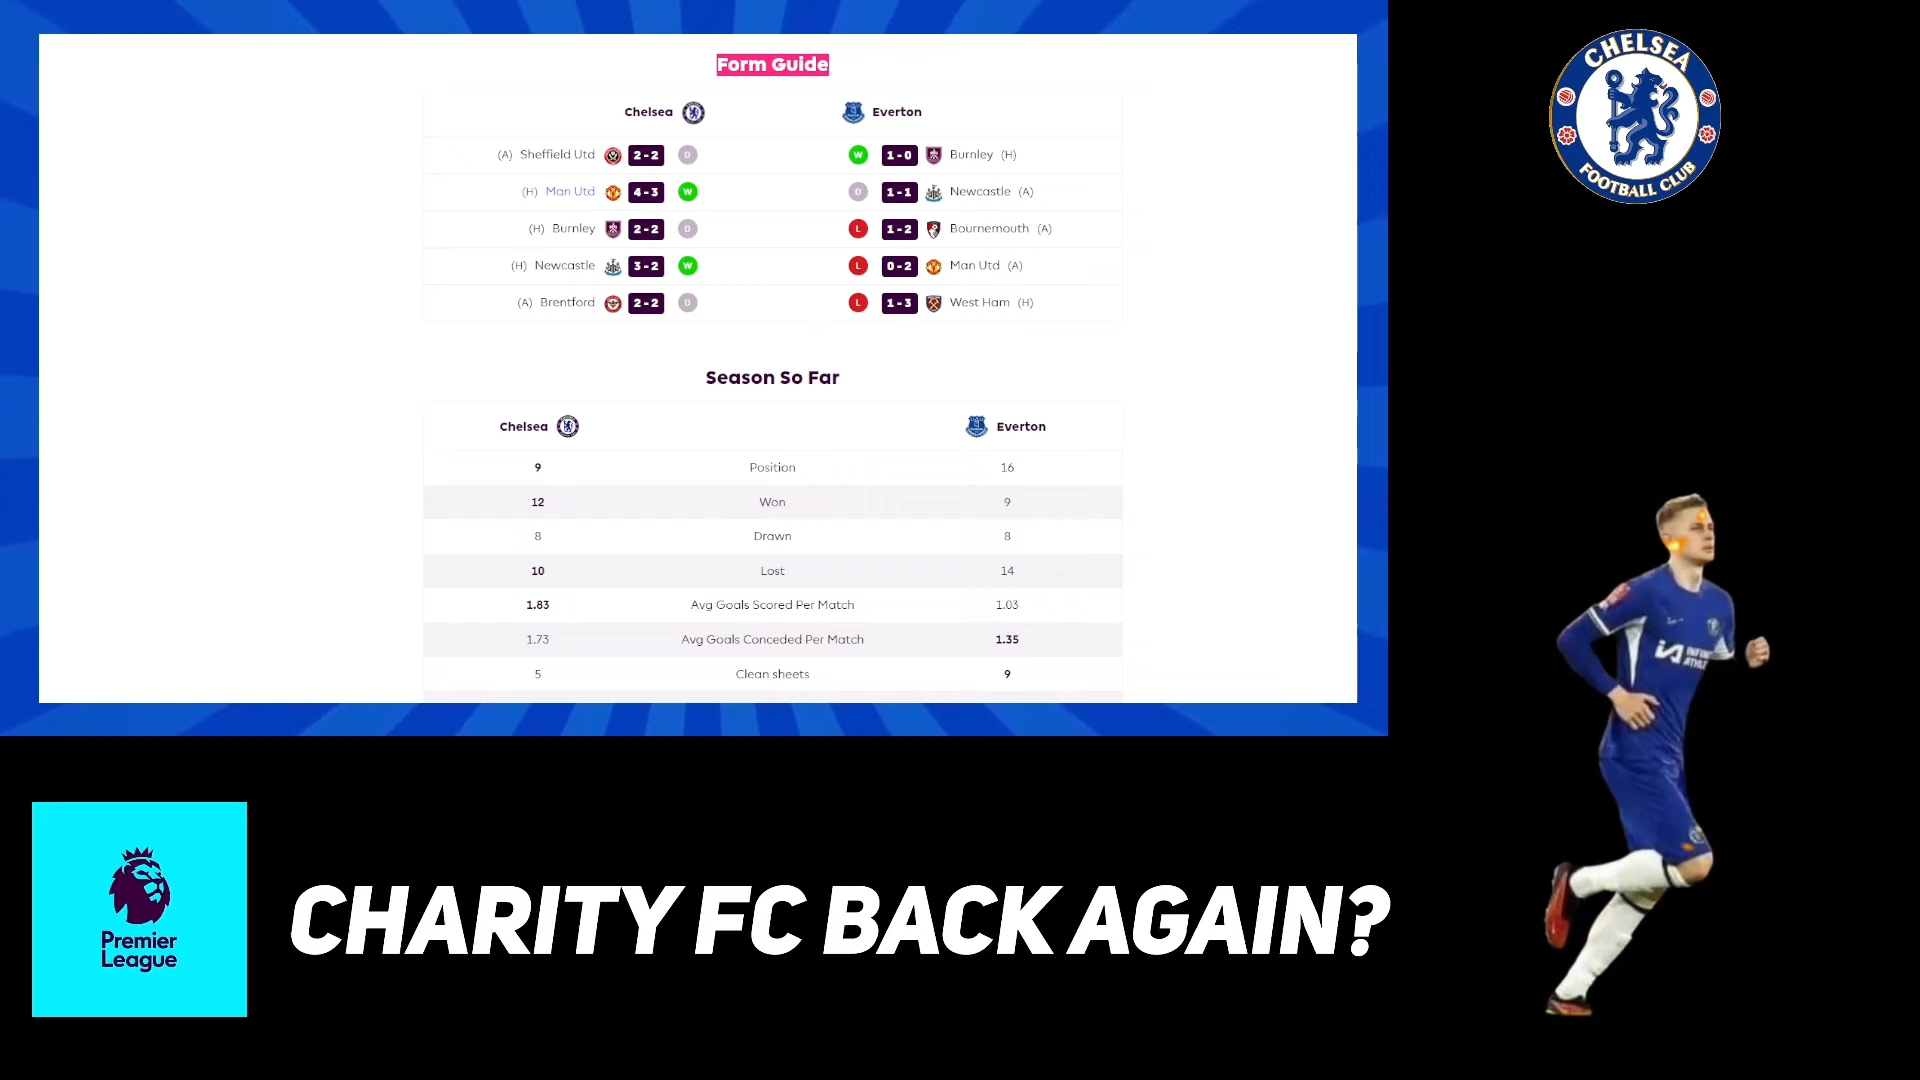 Form Guide
Chelsea Everton
(A) Sheffield Utd 2 - 2 D W 1 - 0 Burnley (H)
(H) Man Utd 4 - 3 W D 1 - 1 Newcastle (A)
(H) Burnley 2 - 2 D L 1 - 2 Bournemouth (A)
(H) Newcastle 3 - 2 W L 0 - 2 Man Utd (A)
(A) Brentford 2 - 2 D L 1 - 3 West Ham (H)
Season So Far
Chelsea Everton
9 Position 16
12 Won 9
8 Drawn 8
10 Lost 14
1.83 Avg Goals Scored Per Match 1.03
1.73 Avg Goals Conceded Per Match 1.35
5 Clean sheets 9
CHELSEA
FOOTBALL CLUB
Premier
League
CHARITY FC BACK AGAIN?